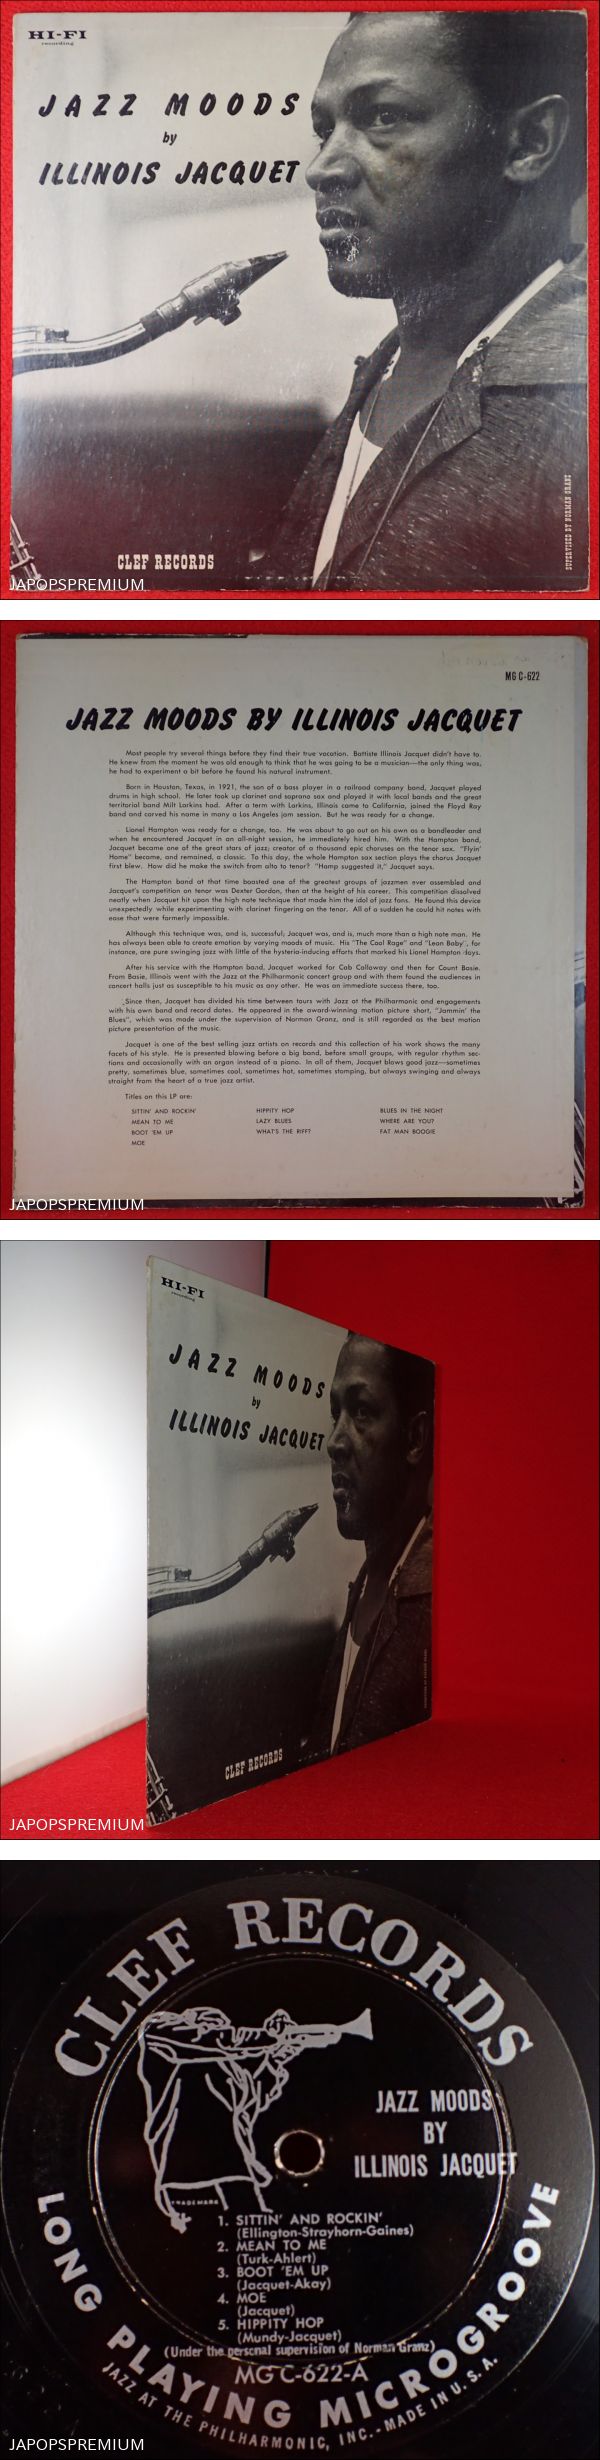 HI-FI
recording
JAZZ MOODS
by
ILLINOIS JACQUET
CLEF RECORDS
SUPERVISED BY NORMAN GRANZ
JAPOPSPREMIUM
MG C-622
JAZZ MOODS BY ILLINOIS JACQUET
Most people try several things before they find their true vocation. Battiste Illinois Jacquet didn't have to.
He knew from the moment he was old enough to think that he was going to be a musician—the only thing was,
he had to experiment a bit before he found his natural instrument.
Born in Houston, Texas, in 1921, the son of a bass player in a railroad company band, Jacquet played
drums in high school. He later took up clarinet and soprano sax and played it with local bands and the great
territorial band Milt Larkins had. After a term with Larkins, Illinois came to California, joined the Floyd Ray
band and carved his name in many a Los Angeles jam session. But he was ready for a change.
Lionel Hampton was ready for a change, too. He was about to go out on his own as a bandleader and
when he encountered Jacquet in an all-night session, he immediately hired him. With the Hampton band,
Jacquet became one of the great stars of jazz; creator of a thousand epic choruses on the tenor sax. "Flyin'
Home" became, and remained, a classic. To this day, the whole Hampton sax section plays the chorus Jacquet
first blew. How did he make the switch from alto to tenor? "Hamp suggested it," Jacquet says.
The Hampton band at that time boasted one of the greatest groups of jazzmen ever assembled and
Jacquet's competition on tenor was Dexter Gordon, then at the height of his career. This competition dissolved
neatly when Jacquet hit upon the high note technique that made him the idol of jazz fans. He found this device
unexpectedly while experimenting with clarinet fingering on the tenor. All of a sudden he could hit notes with
ease that were formerly impossible.
Although this technique was, and is, successful; Jacquet was, and is, much more than a high note man. He
has always been able to create emotion by varying moods of music. His "The Cool Rage" and "Lean Baby", for
instance, are pure swinging jazz with little of the hysteria-inducing efforts that marked his Lionel Hampton days.
After his service with the Hampton band, Jacquet worked for Cab Calloway and then for Count Basie.
From Basie, Illinois went with the Jazz at the Philharmonic concert group and with them found the audiences in
concert halls just as susceptible to his music as any other. He was an immediate success there, too.
Since then, Jacquet has divided his time between tours with Jazz at the Philharmonic and engagements
with his own band and record dates. He appeared in the award-winning motion picture short, "Jammin' the
Blues", which was made under the supervision of Norman Granz, and is still regarded as the best motion
picture presentation of the music.
Jacquet is one of the best selling jazz artists on records and this collection of his work shows the many
facets of his style. He is presented blowing before a big band, before small groups, with regular rhythm sec-
tions and occasionally with an organ instead of a piano. In all of them, Jacquet blows good jazz—sometimes
pretty, sometimes blue, sometimes cool, sometimes hot, sometimes stomping, but always swinging and always
straight from the heart of a true jazz artist.
Titles on this LP are:
SITTIN' AND ROCKIN' HIPPITY HOP BLUES IN THE NIGHT
MEAN TO ME LAZY BLUES WHERE ARE YOU?
BOOT 'EM UP WHAT'S THE RIFF? FAT MAN BOOGIE
MOE
JAPOPSPREMIUM
HI-FI
recording
JAZZ MOODS
by
ILLINOIS JACQUET
CLEF RECORDS
JAPOPSPREMIUM
CLEF RECORDS
JAZZ MOODS
BY
ILLINOIS JACQUET
TRADEMARK
1. SITTIN' AND ROCKIN'
(Ellington-Strayhorn-Gaines)
2. MEAN TO ME
(Turk-Ahlert)
3. BOOT 'EM UP
(Jacquet-Akay)
4. MOE
(Jacquet)
5. HIPPITY HOP
(Mundy-Jacquet)
(Under the personal supervision of Norman Granz)
MG C-622-A
LONG PLAYING MICROGROOVE
JAZZ AT THE PHILHARMONIC, INC.-MADE IN U.S.A.
JAPOPSPREMIUM